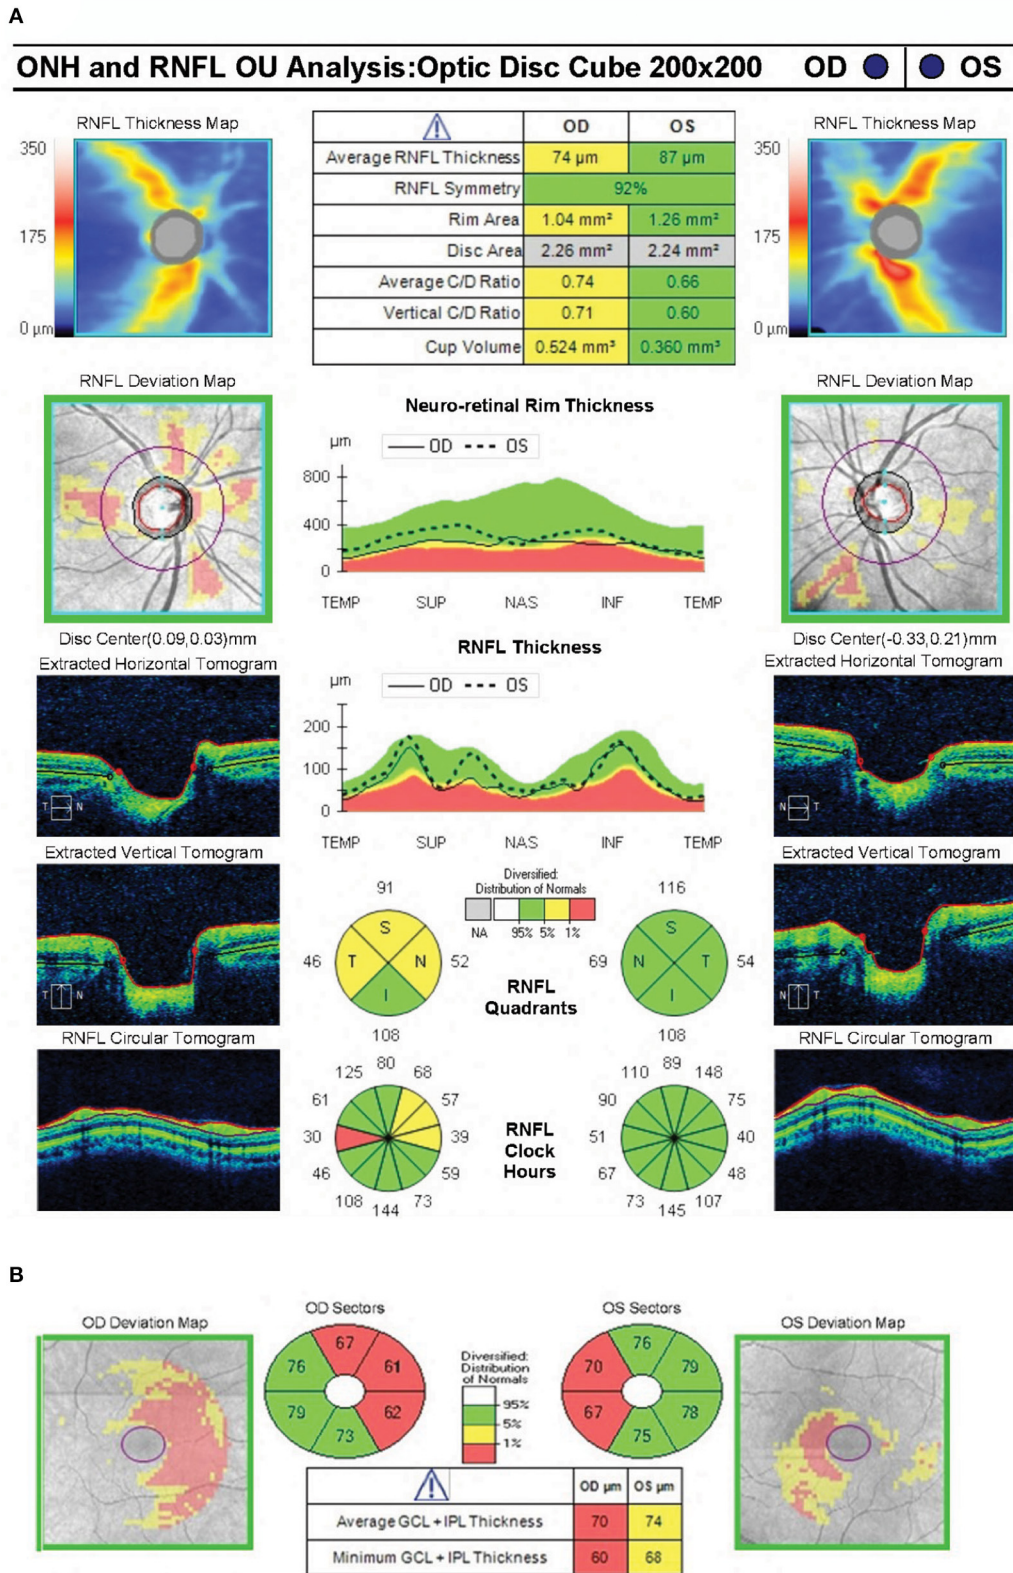 A
ONH and RNFL OU Analysis:Optic Disc Cube 200x200 OD OS
RNFL Thickness Map
350
175
0 µm
OD OS
Average RNFL Thickness 74 µm 87 µm
RNFL Symmetry 92%
Rim Area 1.04 mm² 1.26 mm²
Disc Area 2.26 mm² 2.24 mm²
Average C/D Ratio 0.74 0.66
Vertical C/D Ratio 0.71 0.60
Cup Volume 0.524 mm³ 0.360 mm³
RNFL Thickness Map
350
175
0 µm
RNFL Deviation Map
Disc Center(0.09,0.03)mm
Neuro-retinal Rim Thickness
µm
OD OS
800
400
0
TEMP SUP NAS INF TEMP
RNFL Deviation Map
Disc Center(-0.33,0.21)mm
Extracted Horizontal Tomogram
T N
RNFL Thickness
µm
OD OS
200
100
0
TEMP SUP NAS INF TEMP
Extracted Horizontal Tomogram
N T
Extracted Vertical Tomogram
T N
91
S
46 T N 52
I
108
Diversified:
Distribution of Normals
NA 95% 5% 1%
RNFL
Quadrants
116
S
69 N T 54
I
108
Extracted Vertical Tomogram
N T
RNFL Circular Tomogram
80
125 68
61 57
30 39
46 59
108 73
144
RNFL
Clock
Hours
89
110 148
90 75
51 40
67 48
73 107
145
RNFL Circular Tomogram
B
OD Deviation Map
OD Sectors
67
76 61
79 62
73
Diversified:
Distribution
of Normals
95%
5%
1%
OS Sectors
76
70 79
67 78
75
OS Deviation Map
OD µm OS µm
Average GCL + IPL Thickness 70 74
Minimum GCL + IPL Thickness 60 68